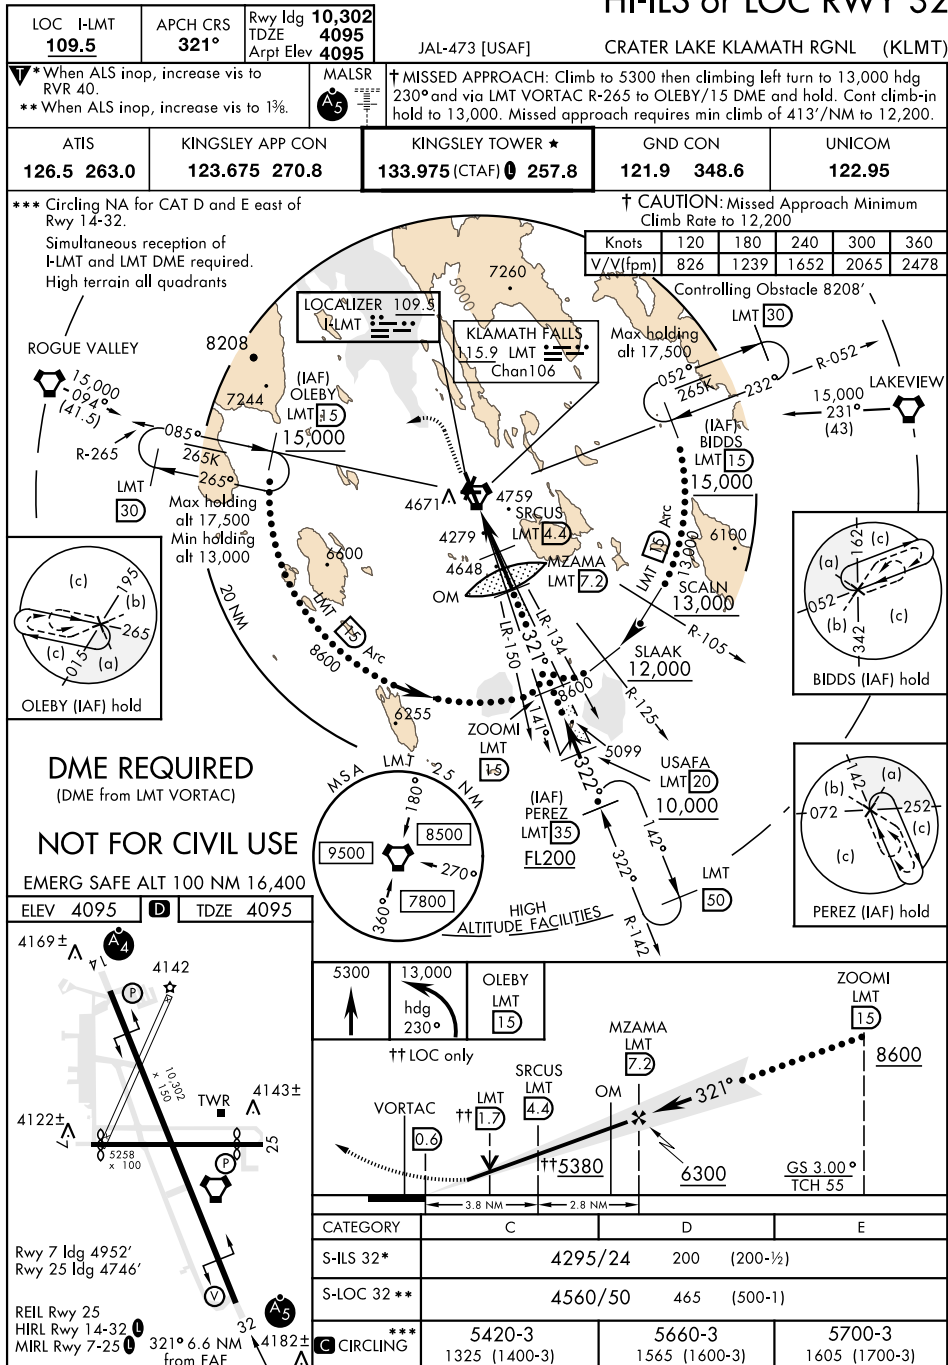 HI-ILS or LOC RWY 32
LOC I-LMT
109.5
APCH CRS
321°
Rwy ldg 10,302
TDZE 4095
Arpt Elev 4095
JAL-473 [USAF]
CRATER LAKE KLAMATH RGNL (KLMT)
T * When ALS inop, increase vis to
RVR 40.
** When ALS inop, increase vis to 1⅜.
MALSR
A5
† MISSED APPROACH: Climb to 5300 then climbing left turn to 13,000 hdg
230° and via LMT VORTAC R-265 to OLEBY/15 DME and hold. Cont climb-in
hold to 13,000. Missed approach requires min climb of 413'/NM to 12,200.
ATIS
126.5 263.0
KINGSLEY APP CON
123.675 270.8
KINGSLEY TOWER ★
133.975 (CTAF) L 257.8
GND CON
121.9 348.6
UNICOM
122.95
*** Circling NA for CAT D and E east of
Rwy 14-32.
Simultaneous reception of
I-LMT and LMT DME required.
High terrain all quadrants
† CAUTION: Missed Approach Minimum
Climb Rate to 12,200
Knots 120 180 240 300 360
V/V(fpm) 826 1239 1652 2065 2478
Controlling Obstacle 8208'
7260
5000
LOCALIZER 109.5
I-LMT
KLAMATH FALLS
115.9 LMT
Chan 106
Max holding
alt 17,500
LMT 30
052°
265K
232°
R-052
15,000
231°
(43)
LAKEVIEW
ROGUE VALLEY
15,000
094°
(41.5)
R-265
8208
7244
(IAF)
OLEBY
LMT 15
15,000
085°
265K
265°
LMT
30
Max holding
alt 17,500
Min holding
alt 13,000
(IAF)
BIDDS
LMT 15
15,000
4671
4759
4279
4648
OM
SRCUS
LMT 4.4
MZAMA
LMT 7.2
6600
6100
LMT 15 Arc
13,000
SCALN
13,000
R-105
SLAAK
12,000
R-125
20 NM
LMT 15 Arc
8600
LR-150
321°
LR-134
8600
141°
6255
ZOOMI
LMT
15
5099
USAFA
LMT 20
10,000
322°
(IAF)
PEREZ
LMT 35
FL200
142°
322°
R-142
LMT
50
HIGH
ALTITUDE FACILITIES
(c)
195
(b)
265
(c)
015
(a)
OLEBY (IAF) hold
(a)
162
(c)
052
(b)
342
(c)
BIDDS (IAF) hold
142
(a)
(b)
072
252
(c)
(c)
PEREZ (IAF) hold
DME REQUIRED
(DME from LMT VORTAC)
NOT FOR CIVIL USE
EMERG SAFE ALT 100 NM 16,400
MSA LMT 25 NM
180°
8500
9500
270°
7800
360°
ELEV 4095
D
TDZE 4095
4169±
A4
14
4142
P
10,302
x 150
TWR
4143±
4122±
7
25
5258
x 100
P
Rwy 7 ldg 4952'
Rwy 25 ldg 4746'
V
REIL Rwy 25
HIRL Rwy 14-32 L
MIRL Rwy 7-25 L
32
A5
4182±
321° 6.6 NM
from FAF
5300
13,000
hdg
230°
OLEBY
LMT
15
†† LOC only
ZOOMI
LMT
15
8600
MZAMA
LMT
7.2
OM
321°
SRCUS
LMT
4.4
VORTAC
0.6
††
LMT
1.7
††5380
6300
GS 3.00°
TCH 55
3.8 NM
2.8 NM
CATEGORY C D E
S-ILS 32* 4295/24 200 (200-½)
S-LOC 32 ** 4560/50 465 (500-1)
C CIRCLING ***
5420-3
1325 (1400-3)
5660-3
1565 (1600-3)
5700-3
1605 (1700-3)